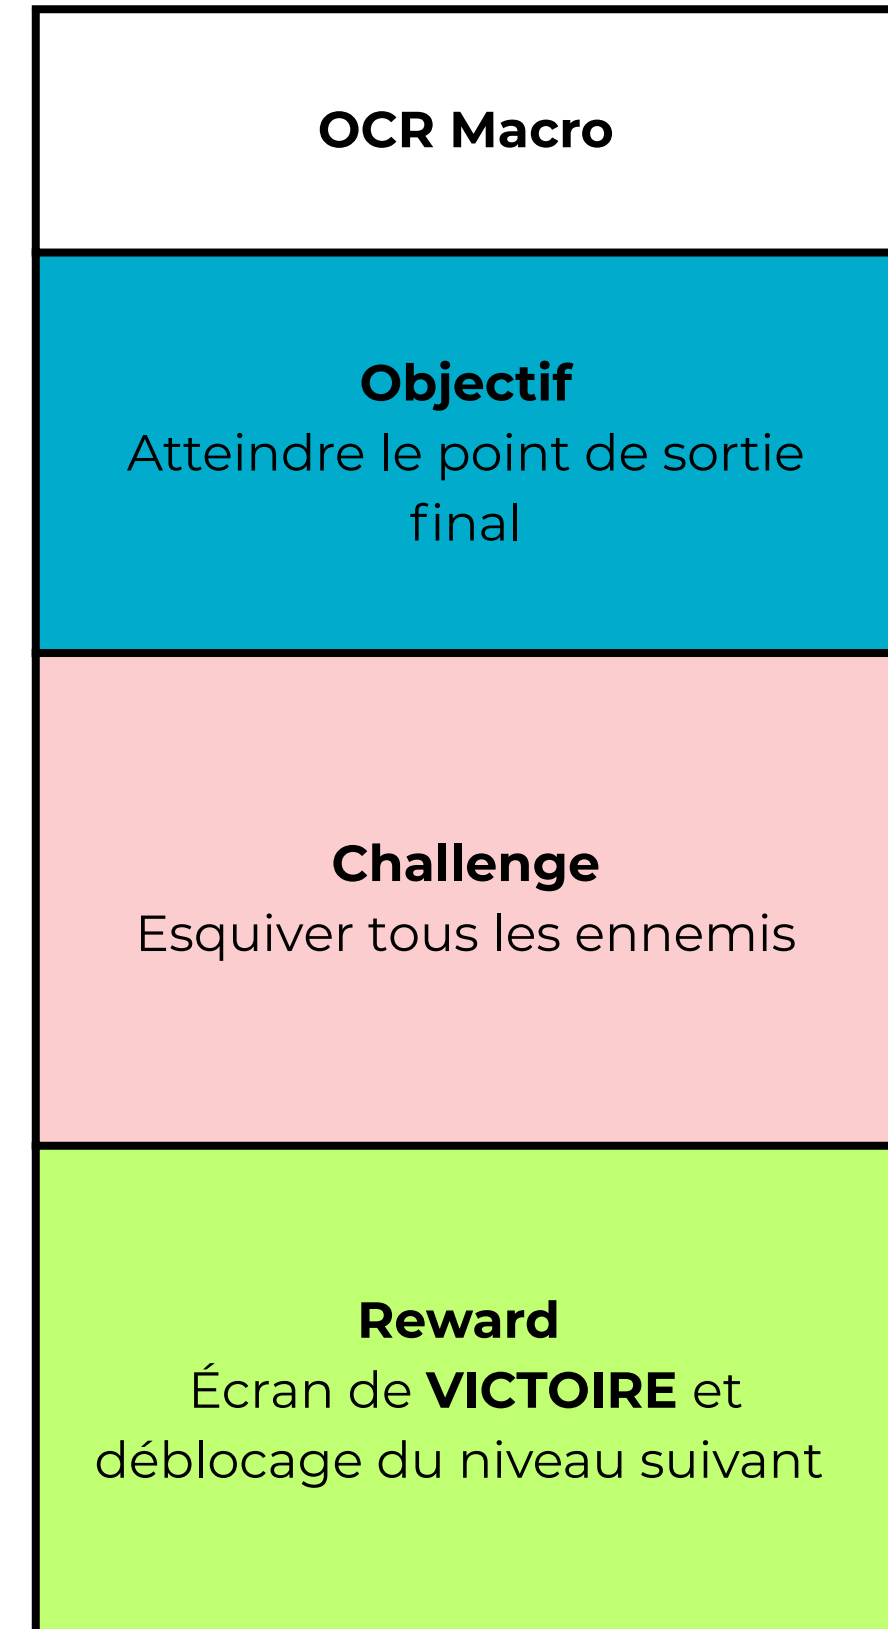 OCR Macro
Objectif
Atteindre le point de sortie
final
Challenge
Esquiver tous les ennemis
Reward
Écran de VICTOIRE et
déblocage du niveau suivant